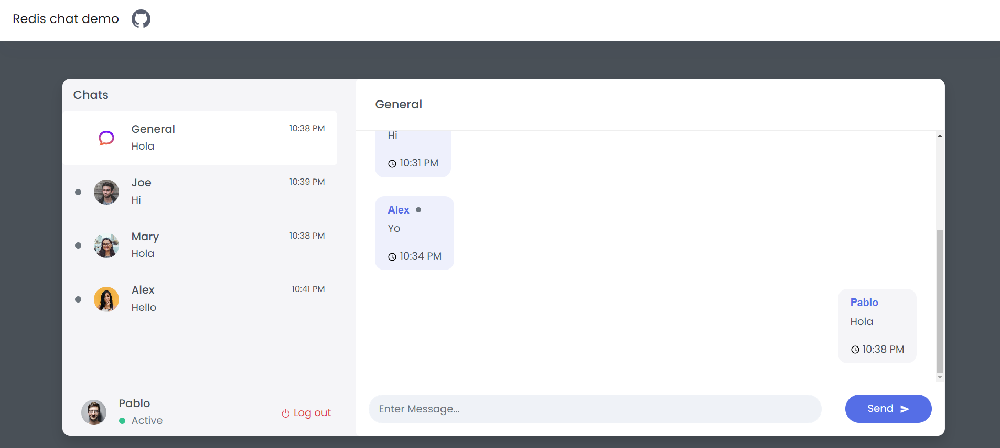 Redis chat demo
Chats
General
10:38 PM
Hola
Joe
10:39 PM
Hi
Mary
10:38 PM
Hola
Alex
10:41 PM
Hello
Pablo
Active
Log out
General
Hi
10:31 PM
Alex
Yo
10:34 PM
Pablo
Hola
10:38 PM
Enter Message...
Send